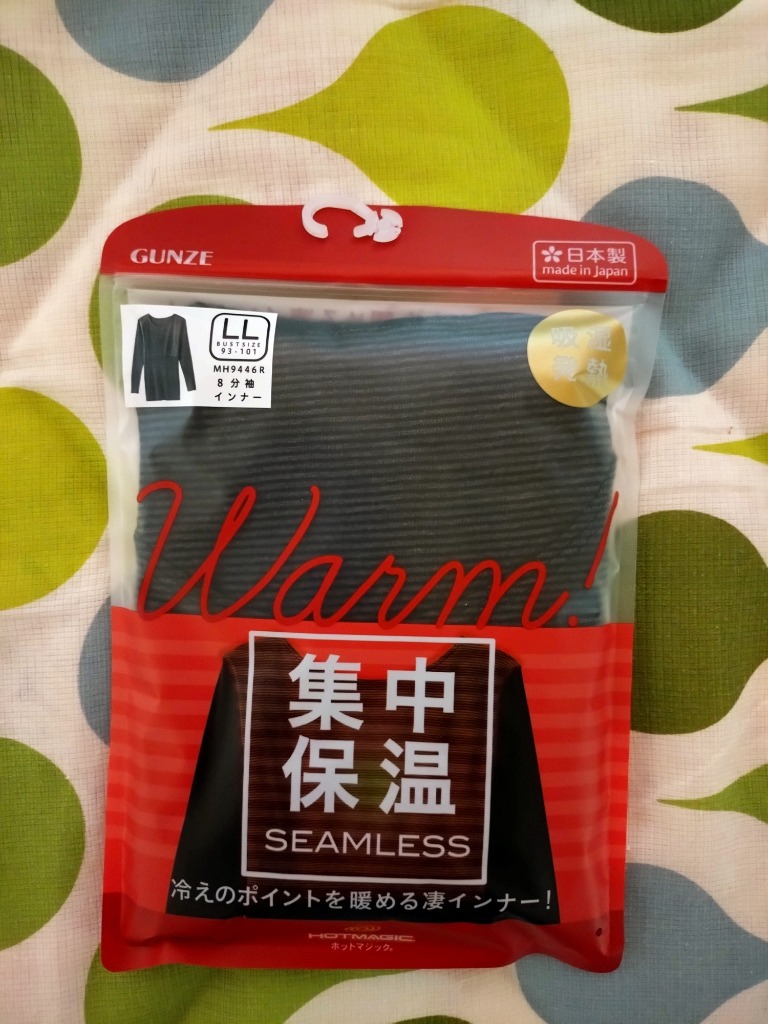 GUNZE
日本製
made in Japan
LL
BUSTSIZE
93-101
MH9446R
8分袖
インナー
吸湿
発熱
Warm!
集中
保温
SEAMLESS
冷えのポイントを暖める凄インナー!
HOTMAGIC
ホットマジック®